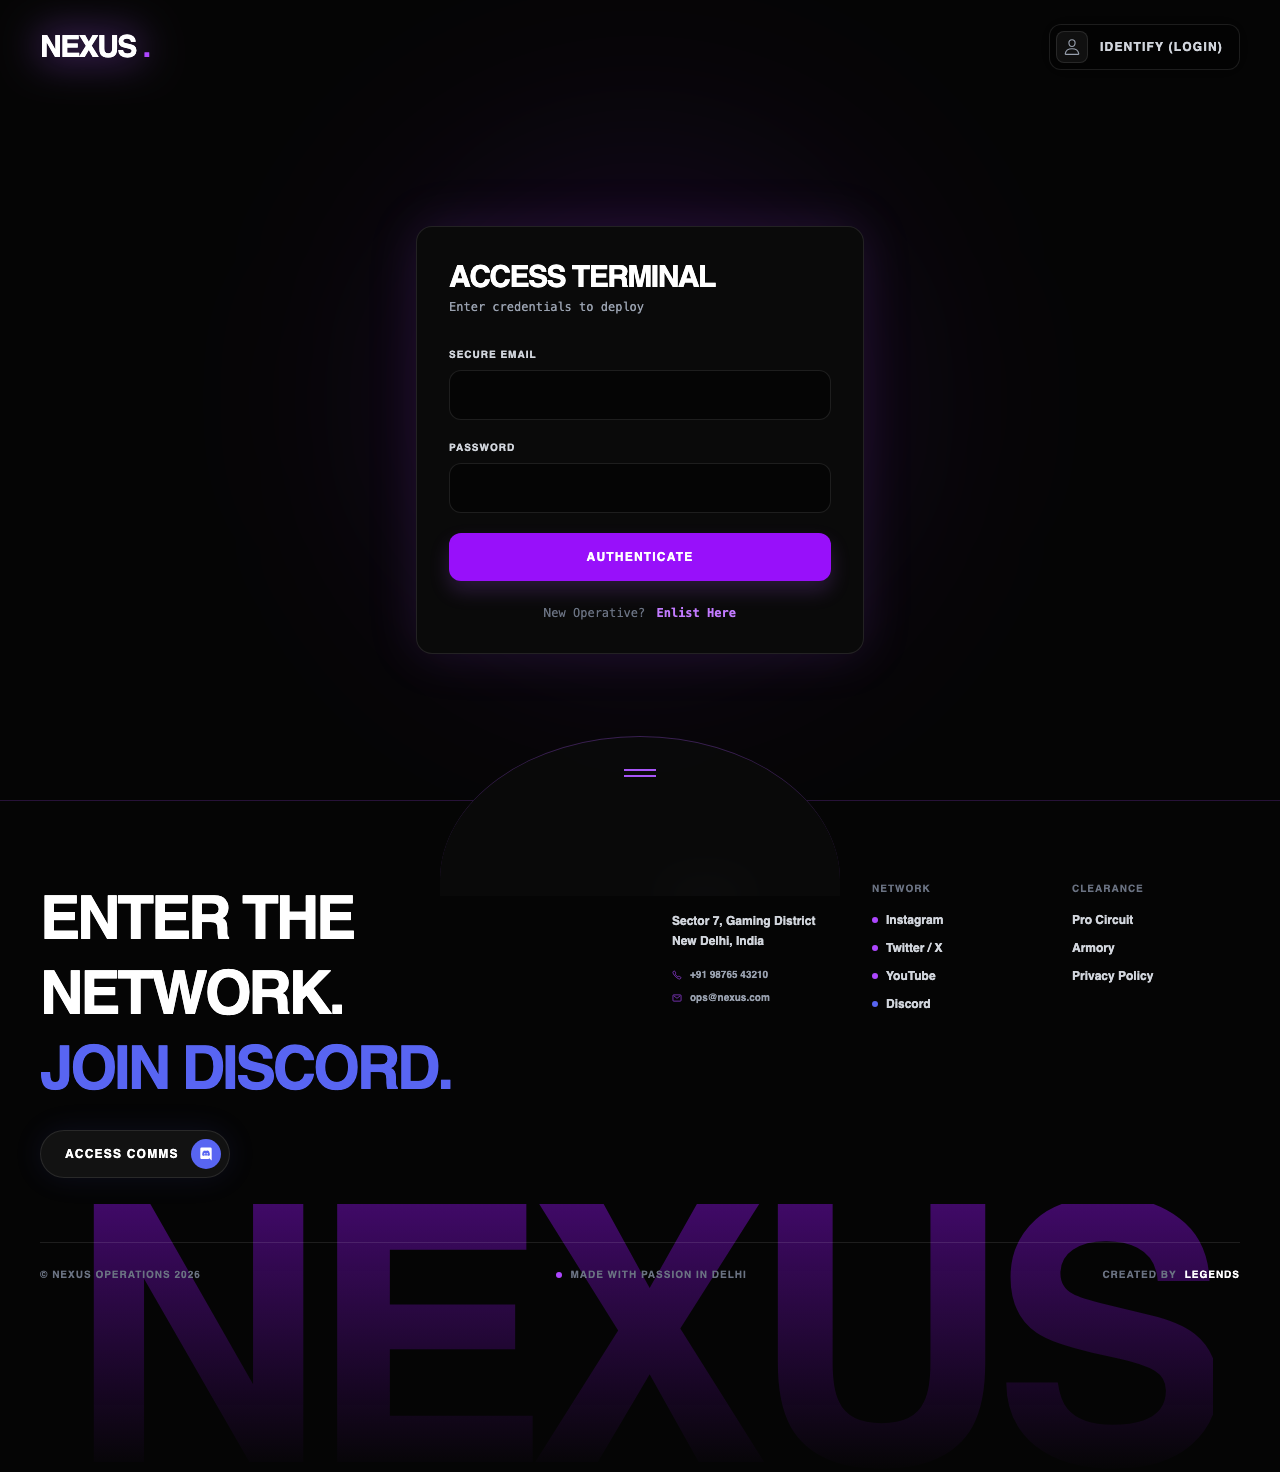 NEXUS .
IDENTIFY (LOGIN)
ACCESS TERMINAL
Enter credentials to deploy
SECURE EMAIL
PASSWORD
AUTHENTICATE
New Operative? Enlist Here
ENTER THE
NETWORK.
JOIN DISCORD.
ACCESS COMMS
Sector 7, Gaming District
New Delhi, India
+91 98765 43210
ops@nexus.com
NETWORK
Instagram
Twitter / X
YouTube
Discord
CLEARANCE
Pro Circuit
Armory
Privacy Policy
NEXUS
© NEXUS OPERATIONS 2026
MADE WITH PASSION IN DELHI
CREATED BY LEGENDS